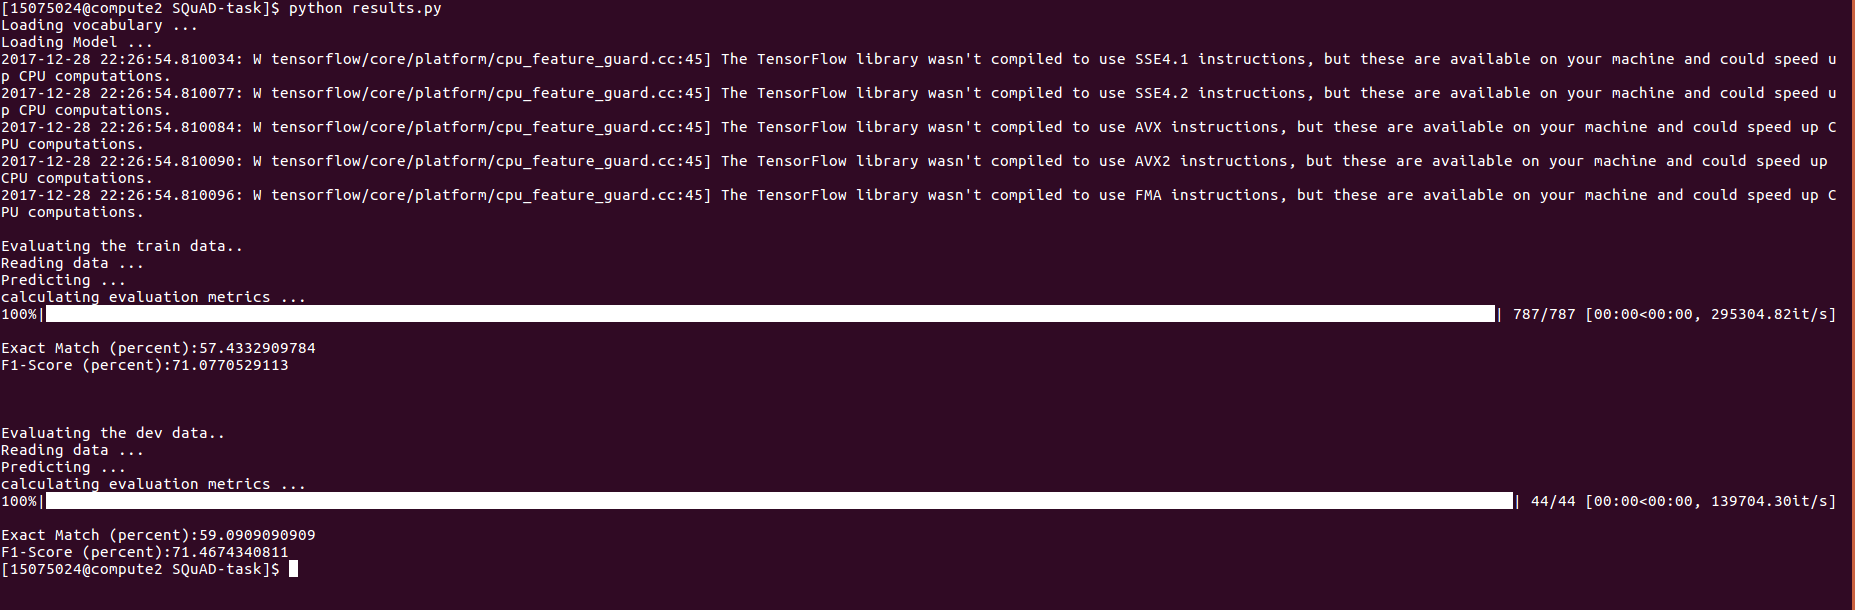 [15075024@compute2 SQuAD-task]$ python results.py
Loading vocabulary ...
Loading Model ...
2017-12-28 22:26:54.810034: W tensorflow/core/platform/cpu_feature_guard.cc:45] The TensorFlow library wasn't compiled to use SSE4.1 instructions, but these are available on your machine and could speed u
p CPU computations.
2017-12-28 22:26:54.810077: W tensorflow/core/platform/cpu_feature_guard.cc:45] The TensorFlow library wasn't compiled to use SSE4.2 instructions, but these are available on your machine and could speed u
p CPU computations.
2017-12-28 22:26:54.810084: W tensorflow/core/platform/cpu_feature_guard.cc:45] The TensorFlow library wasn't compiled to use AVX instructions, but these are available on your machine and could speed up C
PU computations.
2017-12-28 22:26:54.810090: W tensorflow/core/platform/cpu_feature_guard.cc:45] The TensorFlow library wasn't compiled to use AVX2 instructions, but these are available on your machine and could speed up
CPU computations.
2017-12-28 22:26:54.810096: W tensorflow/core/platform/cpu_feature_guard.cc:45] The TensorFlow library wasn't compiled to use FMA instructions, but these are available on your machine and could speed up C
PU computations.
Evaluating the train data..
Reading data ...
Predicting ...
calculating evaluation metrics ...
100%| | 787/787 [00:00<00:00, 295304.82it/s]
Exact Match (percent):57.4332909784
F1-Score (percent):71.0770529113
Evaluating the dev data..
Reading data ...
Predicting ...
calculating evaluation metrics ...
100%| | 44/44 [00:00<00:00, 139704.30it/s]
Exact Match (percent):59.0909090909
F1-Score (percent):71.4674340811
[15075024@compute2 SQuAD-task]$